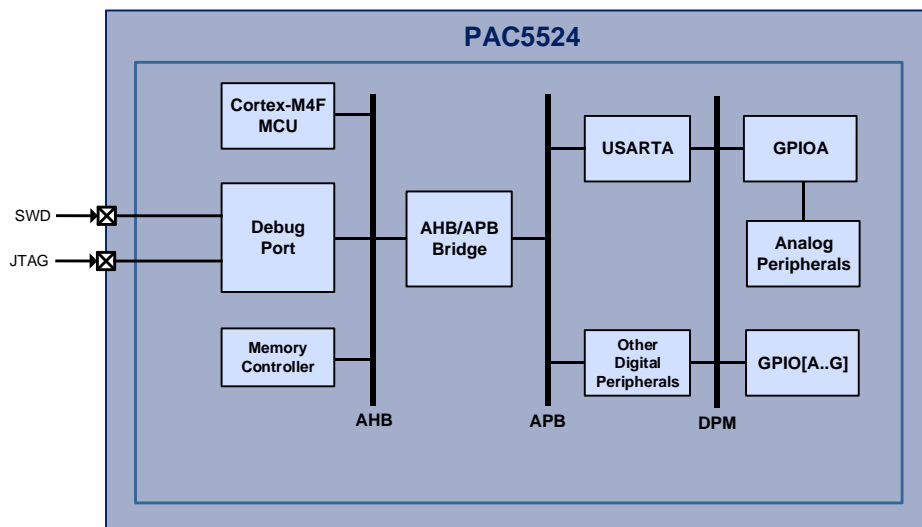 PAC5524
Cortex-M4F
MCU
USARTA
GPIOA
SWD
JTAG
Debug
Port
AHB/APB
Bridge
Analog
Peripherals
Memory
Controller
Other
Digital
Peripherals
GPIO[A..G]
AHB
APB
DPM